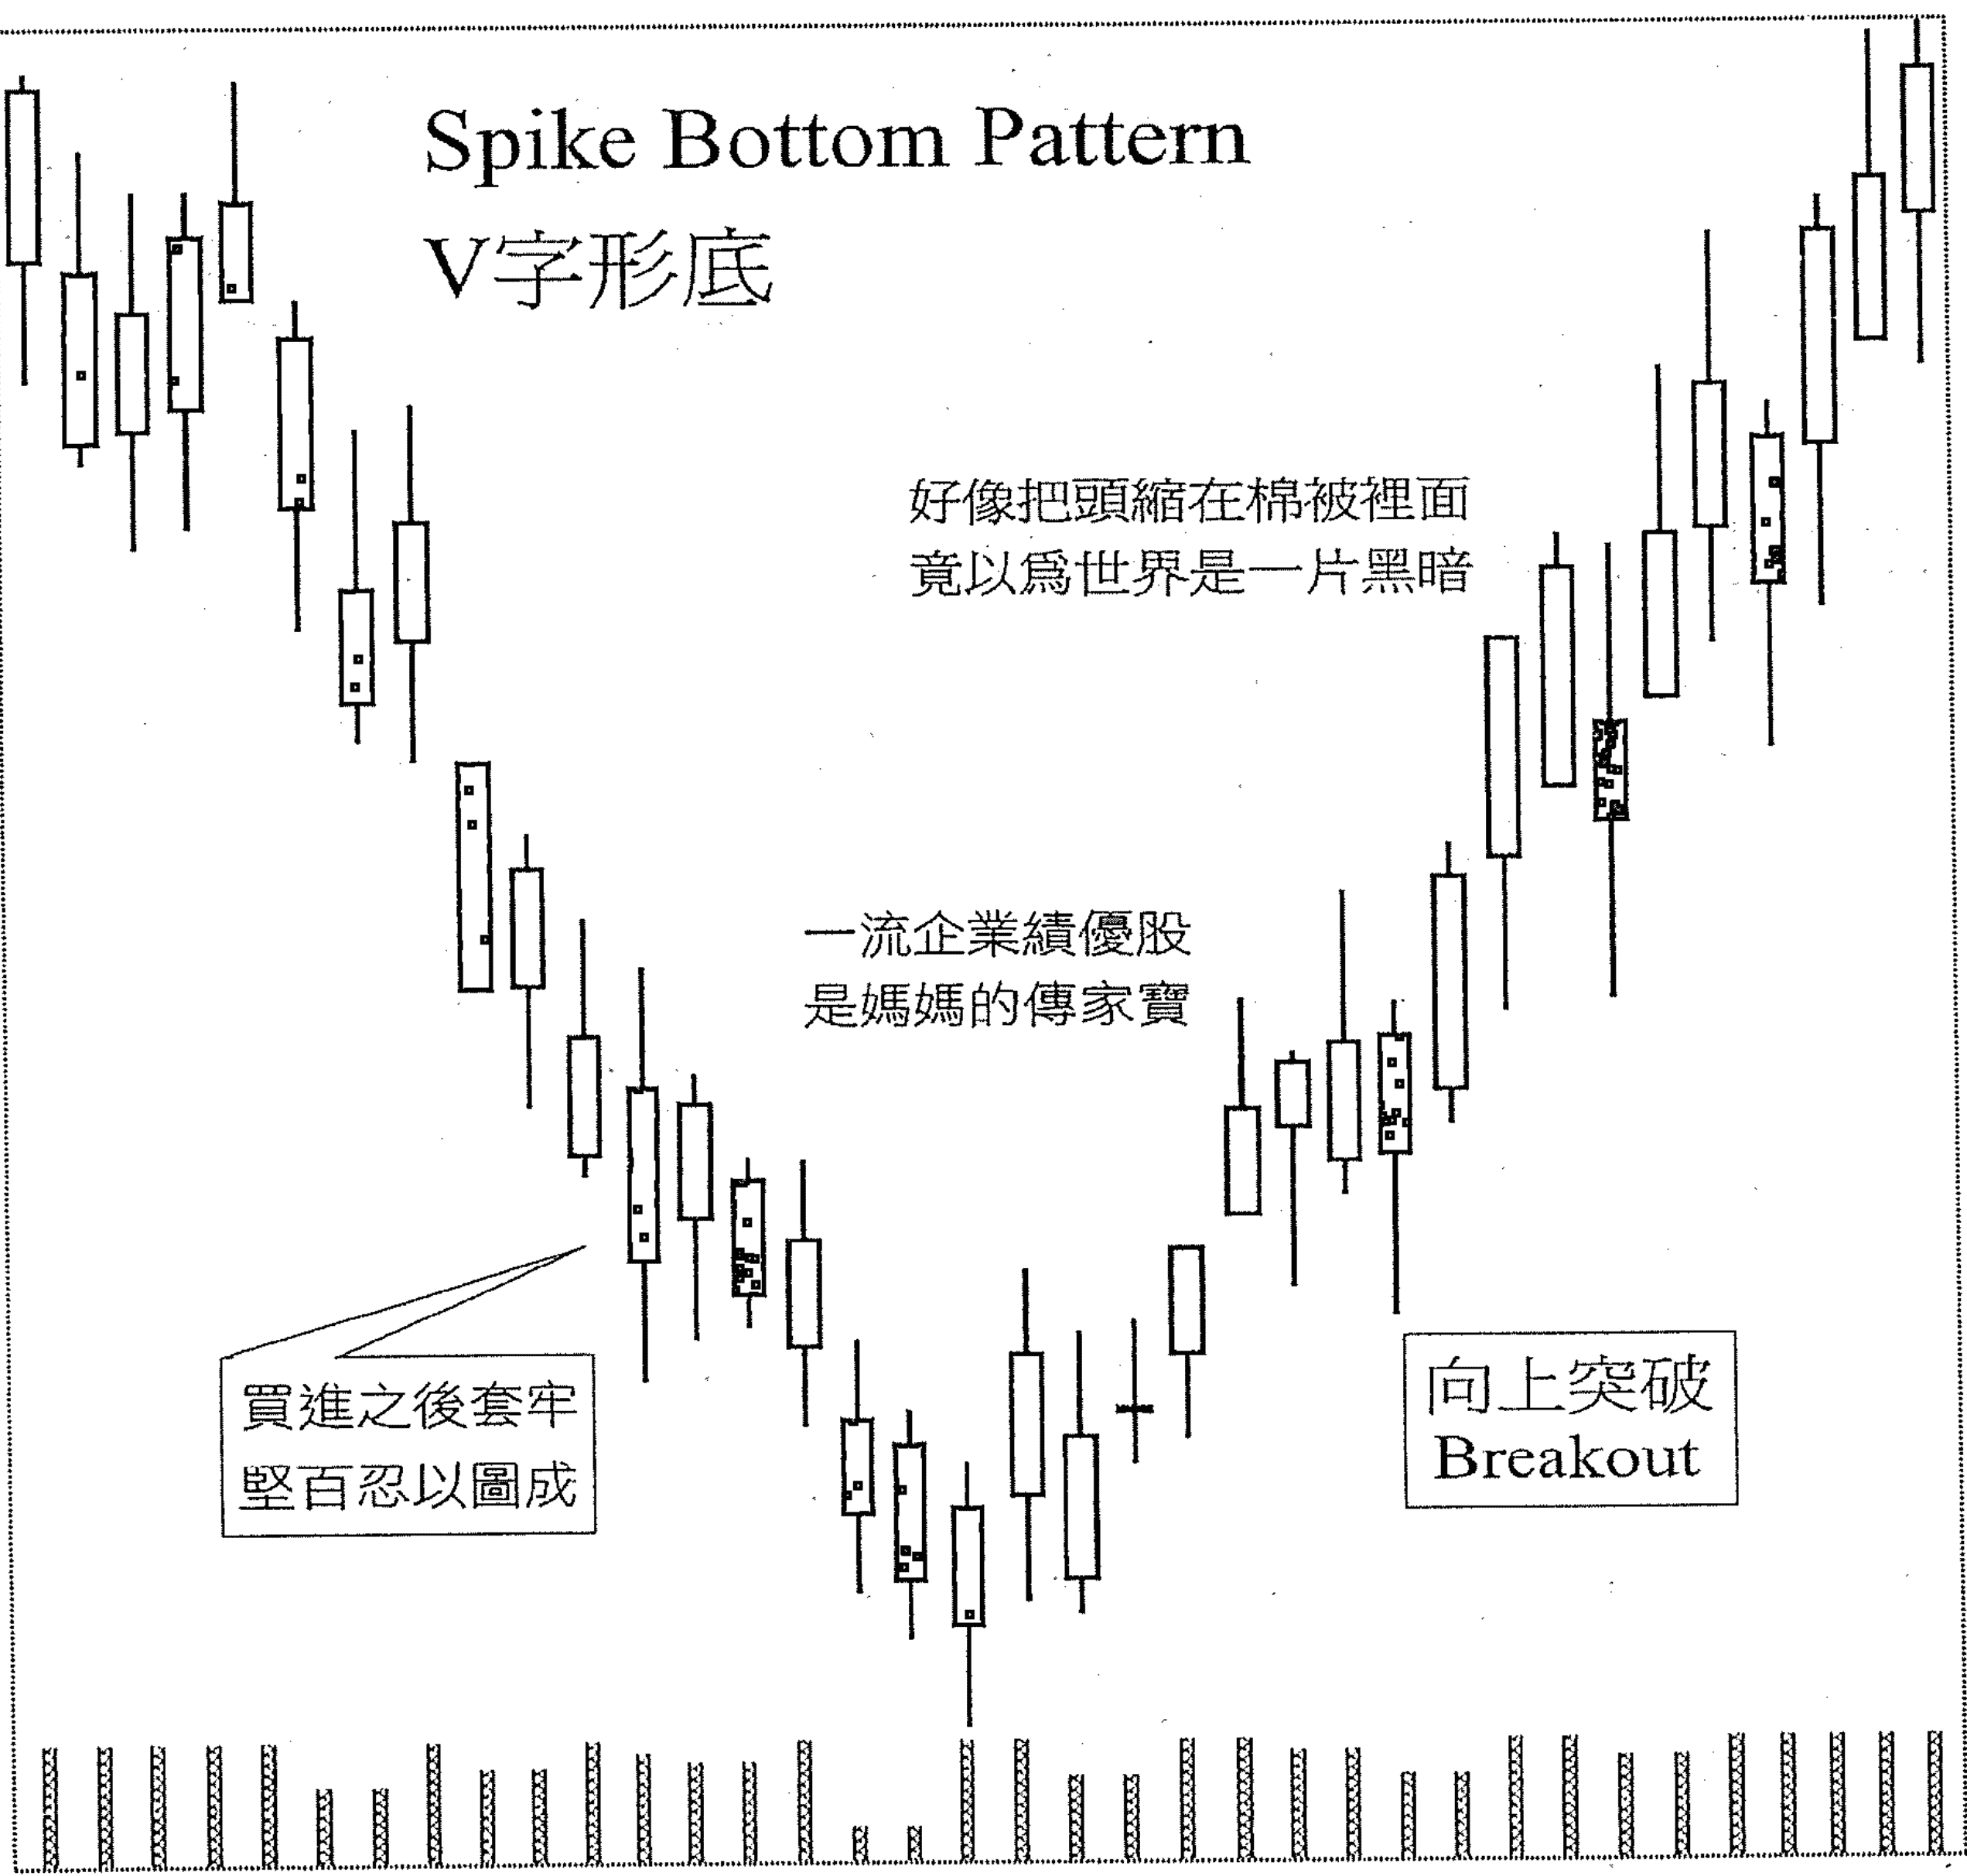 Spike Bottom Pattern
V字形底
好像把頭縮在棉被裡面
竟以爲世界是一片黑暗
一流企業績優股
是媽媽的傳家寶
買進之後套牢
堅百忍以圖成
向上突破
Breakout